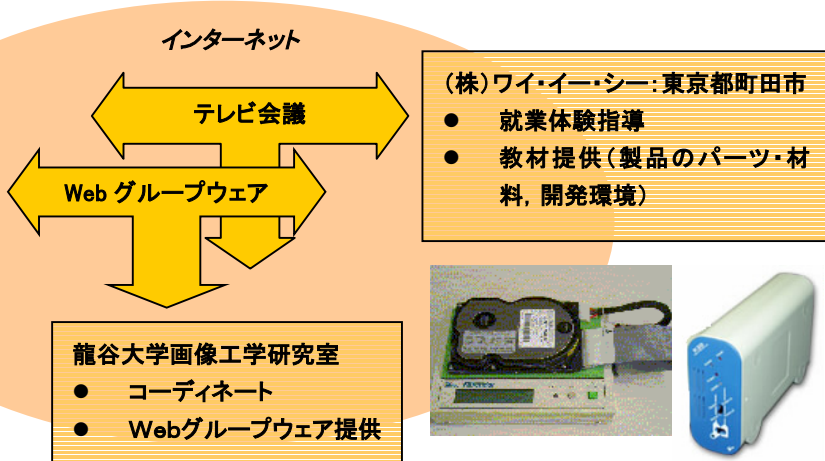 インターネット
テレビ会議
Web グループウェア
（株）ワイ・イー・シー：東京都町田市
● 就業体験指導
● 教材提供（製品のパーツ・材
料，開発環境）
龍谷大学画像工学研究室
● コーディネート
● Ｗｅｂグループウェア提供